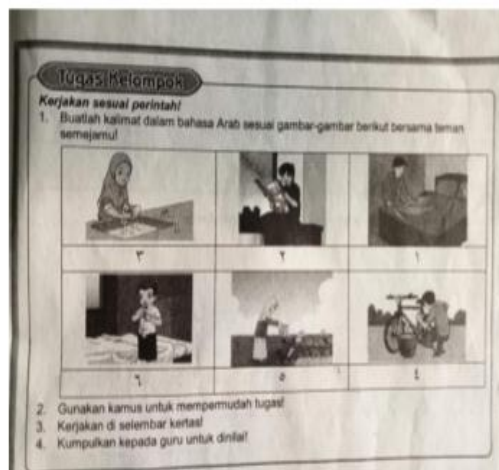 Tugas Kelompok
Kerjakan sesuai perintah!
1. Buatlah kalimat dalam bahasa Arab sesuai gambar-gambar berikut bersama teman
semejamu!
٣ ٢ ١
٦ ٥ ٤
2. Gunakan kamus untuk mempermudah tugas!
3. Kerjakan di selembar kertas!
4. Kumpulkan kepada guru untuk dinilai!